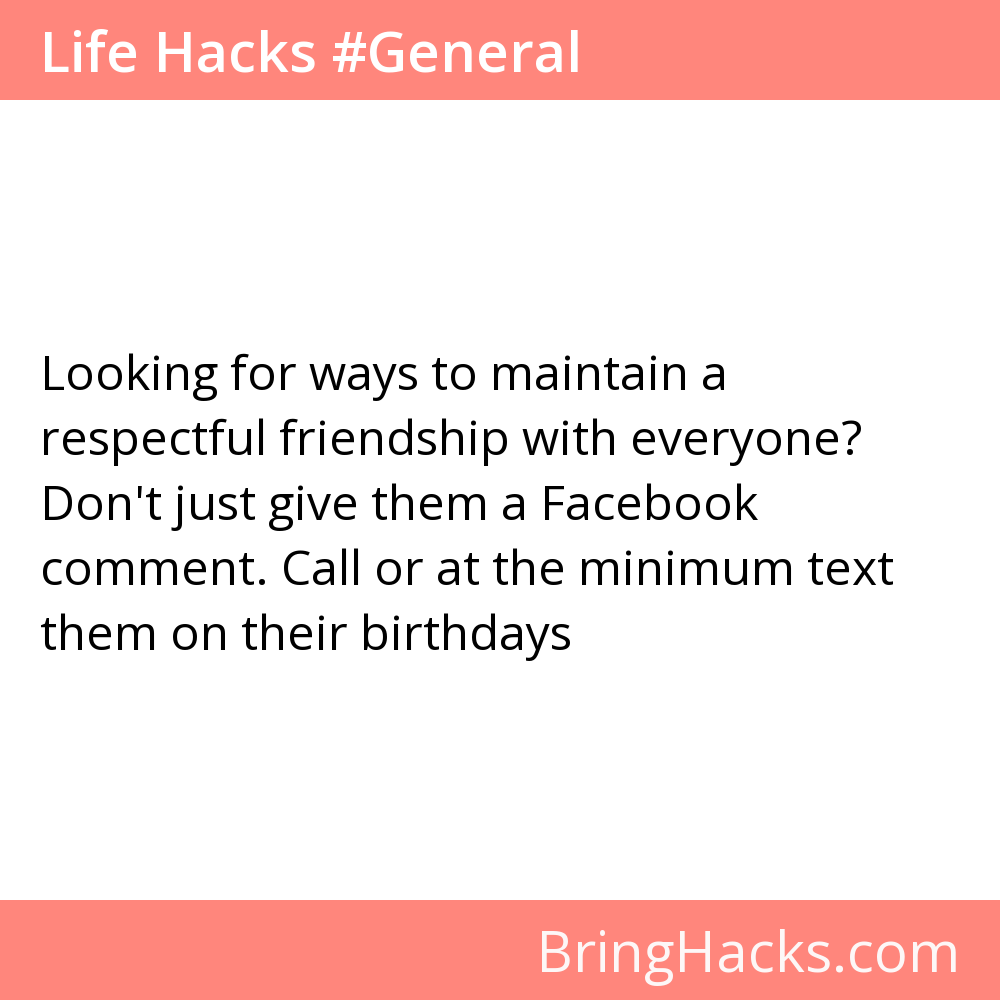 Life Hacks #General
Looking for ways to maintain a
respectful friendship with everyone?
Don't just give them a Facebook
comment. Call or at the minimum text
them on their birthdays
BringHacks.com